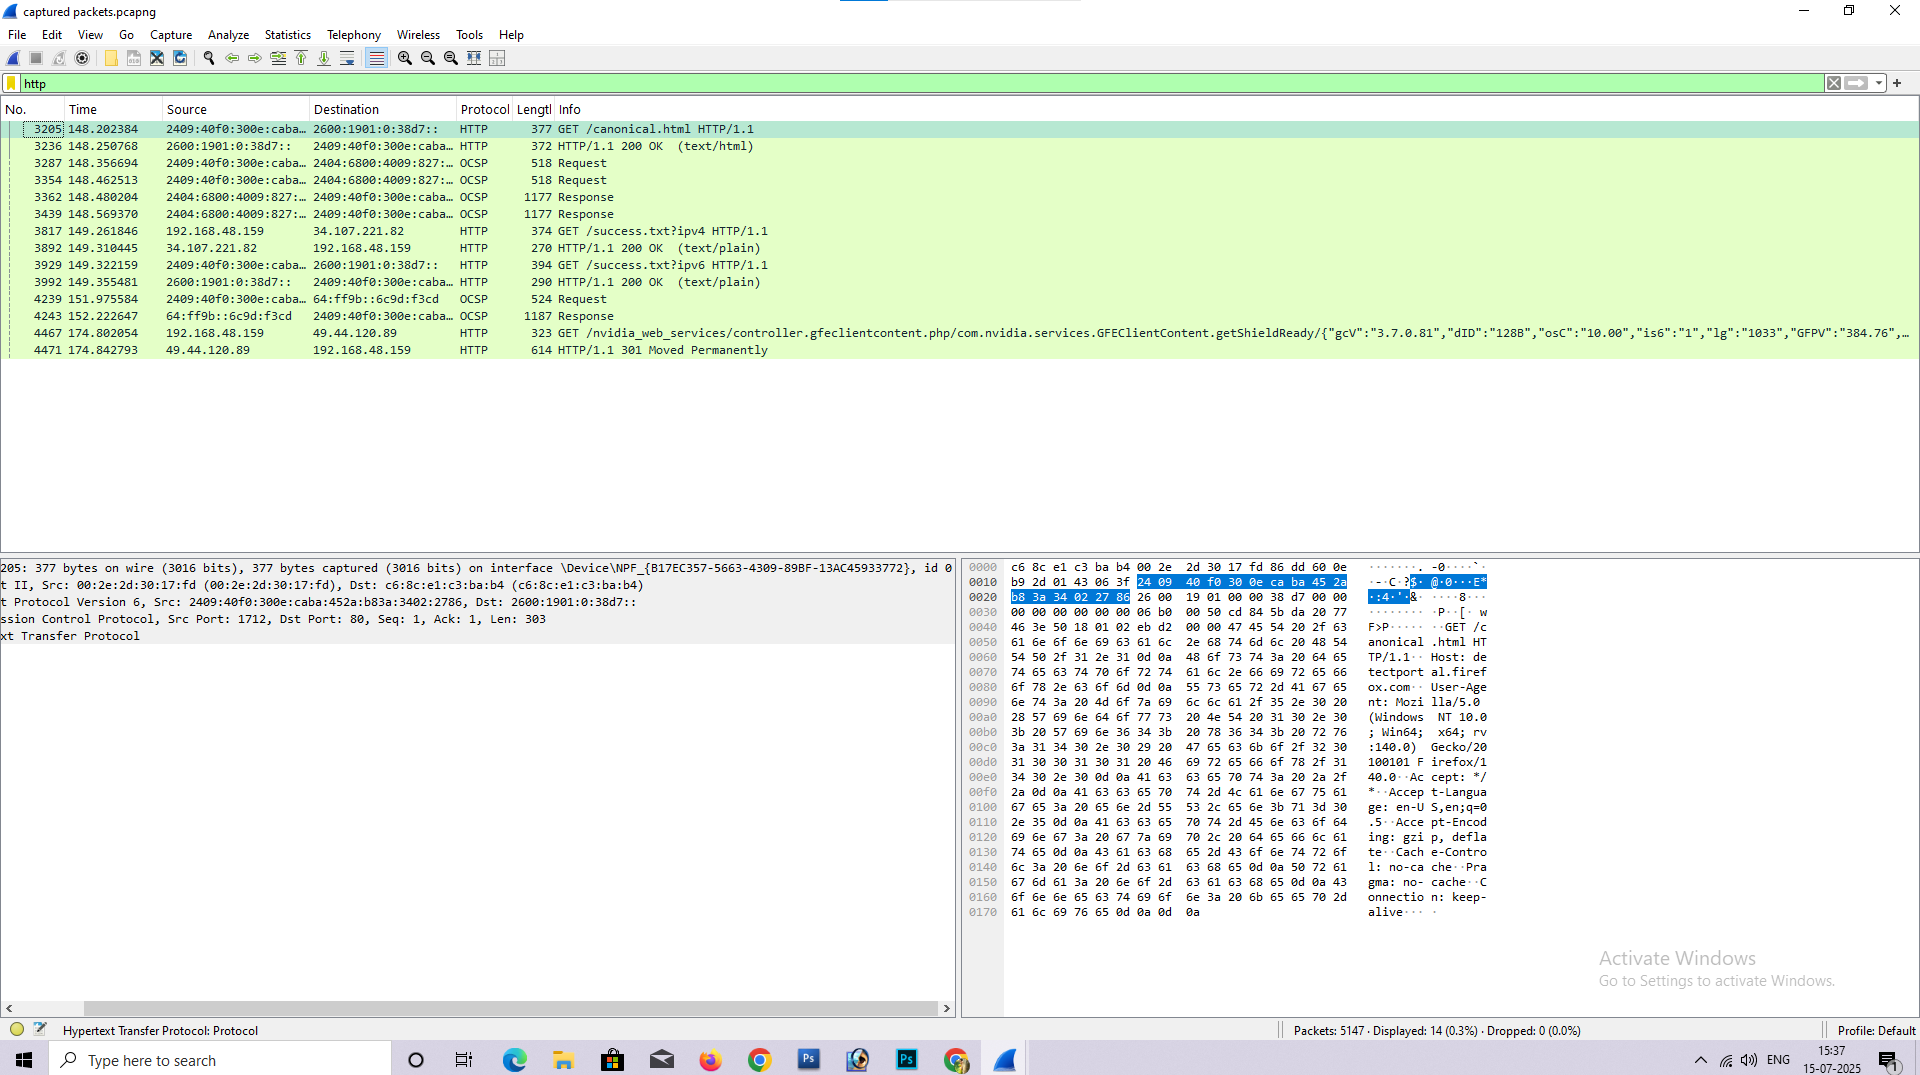 captured packets.pcapng
File Edit View Go Capture Analyze Statistics Telephony Wireless Tools Help
http
No. Time Source Destination Protocol Lengtl Info
3205 148.202384 2409:40f0:300e:caba… 2600:1901:0:38d7:: HTTP 377 GET /canonical.html HTTP/1.1
3236 148.250768 2600:1901:0:38d7:: 2409:40f0:300e:caba… HTTP 372 HTTP/1.1 200 OK (text/html)
3287 148.356694 2409:40f0:300e:caba… 2404:6800:4009:827:… OCSP 518 Request
3354 148.462513 2409:40f0:300e:caba… 2404:6800:4009:827:… OCSP 518 Request
3362 148.480204 2404:6800:4009:827:… 2409:40f0:300e:caba… OCSP 1177 Response
3439 148.569370 2404:6800:4009:827:… 2409:40f0:300e:caba… OCSP 1177 Response
3817 149.261846 192.168.48.159 34.107.221.82 HTTP 374 GET /success.txt?ipv4 HTTP/1.1
3892 149.310445 34.107.221.82 192.168.48.159 HTTP 270 HTTP/1.1 200 OK (text/plain)
3929 149.322159 2409:40f0:300e:caba… 2600:1901:0:38d7:: HTTP 394 GET /success.txt?ipv6 HTTP/1.1
3992 149.355481 2600:1901:0:38d7:: 2409:40f0:300e:caba… HTTP 290 HTTP/1.1 200 OK (text/plain)
4239 151.975584 2409:40f0:300e:caba… 64:ff9b::6c9d:f3cd OCSP 524 Request
4243 152.222647 64:ff9b::6c9d:f3cd 2409:40f0:300e:caba… OCSP 1187 Response
4467 174.802054 192.168.48.159 49.44.120.89 HTTP 323 GET /nvidia_web_services/controller.gfeclientcontent.php/com.nvidia.services.GFEClientContent.getShieldReady/{"gcV":"3.7.0.81","dID":"128B","osC":"10.00","is6":"1","lg":"1033","GFPV":"384.76",…
4471 174.842793 49.44.120.89 192.168.48.159 HTTP 614 HTTP/1.1 301 Moved Permanently
205: 377 bytes on wire (3016 bits), 377 bytes captured (3016 bits) on interface \Device\NPF_{B17EC357-5663-4309-89BF-13AC45933772}, id 0
t II, Src: 00:2e:2d:30:17:fd (00:2e:2d:30:17:fd), Dst: c6:8c:e1:c3:ba:b4 (c6:8c:e1:c3:ba:b4)
t Protocol Version 6, Src: 2409:40f0:300e:caba:452a:b83a:3402:2786, Dst: 2600:1901:0:38d7::
ssion Control Protocol, Src Port: 1712, Dst Port: 80, Seq: 1, Ack: 1, Len: 303
xt Transfer Protocol
0000 c6 8c e1 c3 ba b4 00 2e 2d 30 17 fd 86 dd 60 0e ·······. -0····`·
0010 b9 2d 01 43 06 3f 24 09 40 f0 300e ca ba 45 2a ·-·C·?$· @·0···E*
0020 b8 3a 34 02 27 86 26 00 19 01 00 00 38 d7 00 00 ·:4·'·&· ····8···
0030 00 00 00 00 00 00 06 b0 00 50 cd 84 5b da 20 77 ········ ·P··[· w
0040 46 3e 50 18 01 02 eb d2 00 00 47 45 54 20 2f 63 F>P····· ··GET /c
0050 61 6e 6f 6e 69 63 61 6c 2e 68 74 6d 6c 20 48 54 anonical .html HT
0060 54 50 2f 31 2e 31 0d 0a 48 6f 73 74 3a 20 64 65 TP/1.1·· Host: de
0070 74 65 63 74 70 6f 72 74 61 6c 2e 66 69 72 65 66 tectport al.firef
0080 6f 78 2e 63 6f 6d 0d 0a 55 73 65 72 2d 41 67 65 ox.com·· User-Age
0090 6e 74 3a 20 4d 6f 7a 69 6c 6c 61 2f 35 2e 30 20 nt: Mozi lla/5.0
00a0 28 57 69 6e 64 6f 77 73 20 4e 54 20 31 30 2e 30 (Windows NT 10.0
00b0 3b 20 57 69 6e 36 34 3b 20 78 36 34 3b 20 72 76 ; Win64; x64; rv
00c0 3a 31 34 30 2e 30 29 20 47 65 63 6b 6f 2f 32 30 :140.0) Gecko/20
00d0 31 30 30 31 30 31 20 46 69 72 65 66 6f 78 2f 31 100101 F irefox/1
00e0 34 30 2e 30 0d 0a 41 63 63 65 70 74 3a 20 2a 2f 40.0··Ac cept: */
00f0 2a 0d 0a 41 63 63 65 70 74 2d 4c 61 6e 67 75 61 *··Accep t-Langua
0100 67 65 3a 20 65 6e 2d 55 53 2c 65 6e 3b 71 3d 30 ge: en-U S,en;q=0
0110 2e 35 0d 0a 41 63 63 65 70 74 2d 45 6e 63 6f 64 .5··Acce pt-Encod
0120 69 6e 67 3a 20 67 7a 69 70 2c 20 64 65 66 6c 61 ing: gzi p, defla
0130 74 65 0d 0a 43 61 63 68 65 2d 43 6f 6e 74 72 6f te··Cach e-Contro
0140 6c 3a 20 6e 6f 2d 63 61 63 68 65 0d 0a 50 72 61 l: no-ca che··Pra
0150 67 6d 61 3a 20 6e 6f 2d 63 61 63 68 65 0d 0a 43 gma: no- cache··C
0160 6f 6e 6e 65 63 74 69 6f 6e 3a 20 6b 65 65 70 2d onnectio n: keep-
0170 61 6c 69 76 65 0d 0a 0d 0a alive··· ·
Activate Windows
Go to Settings to activate Windows.
Hypertext Transfer Protocol: Protocol
Packets: 5147 · Displayed: 14 (0.3%) · Dropped: 0 (0.0%)
Profile: Default
Type here to search
Ps
Ps
ENG
15:37
15-07-2025
1